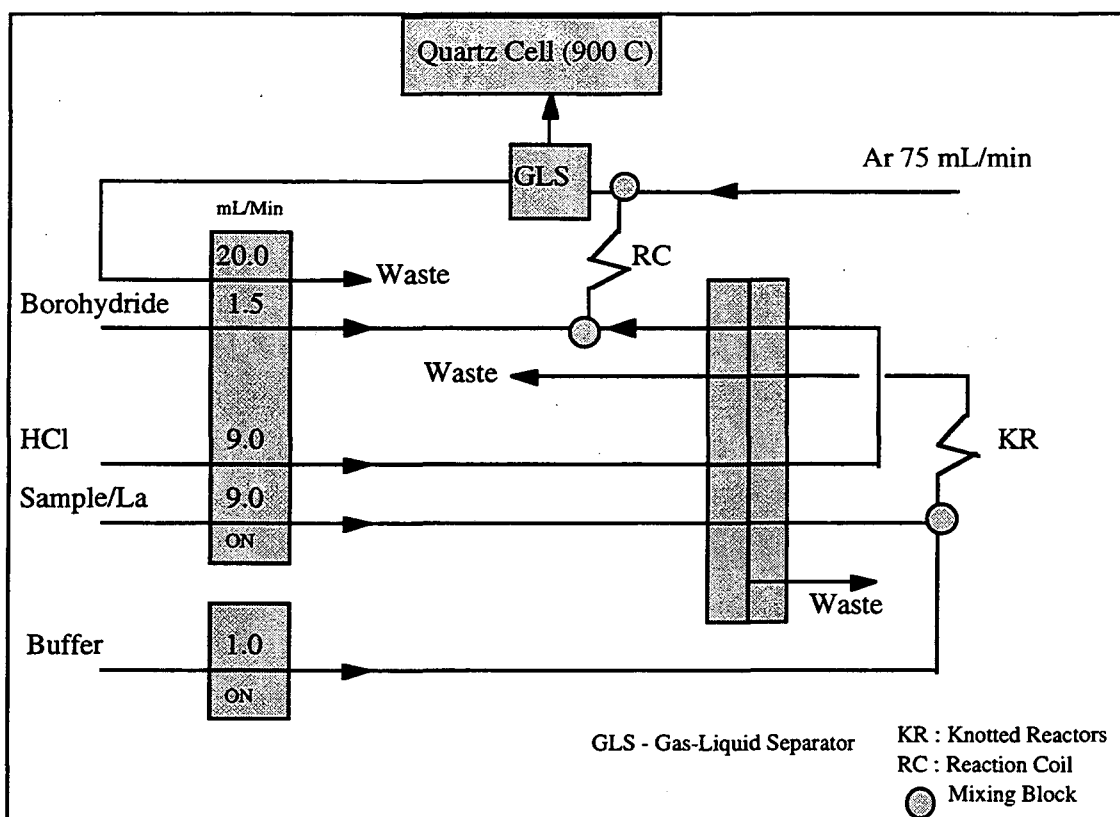 Quartz Cell (900 C)
GLS
Ar 75 mL/min
mL/Min
20.0
RC
Waste
Borohydride
1.5
Waste
HCl
9.0
KR
Sample/La
9.0
ON
Waste
Buffer
1.0
ON
GLS - Gas-Liquid Separator
KR : Knotted Reactors
RC : Reaction Coil
Mixing Block